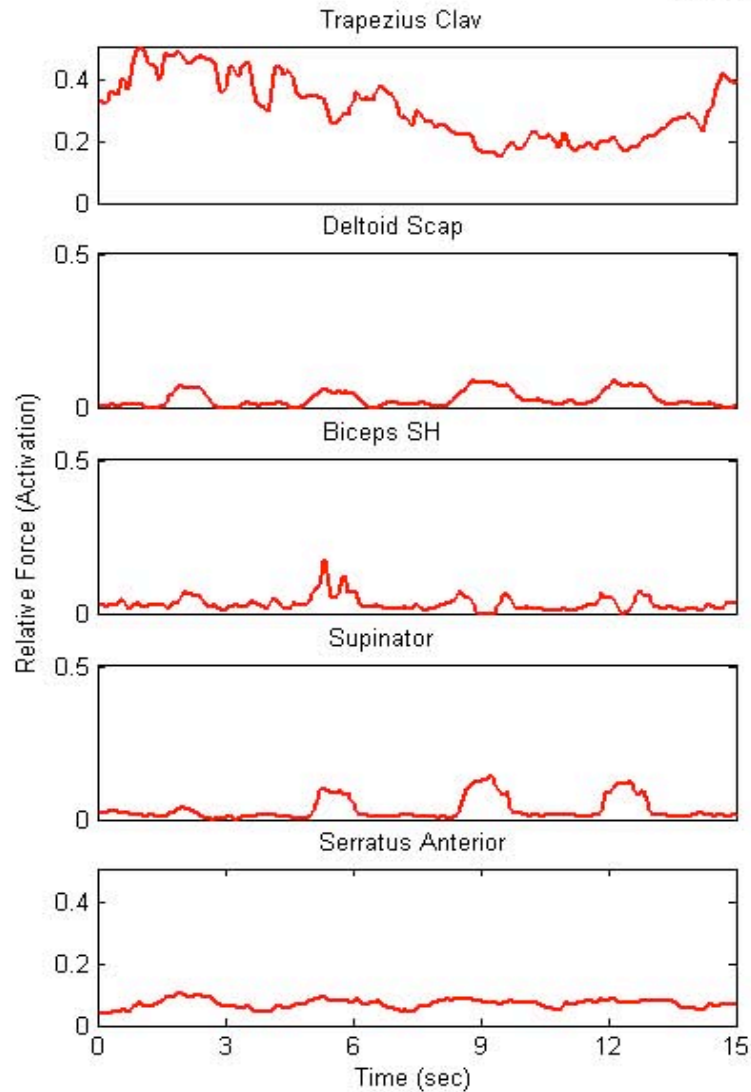 Trapezius Clav
0.4
0.2
0
Deltoid Scap
0.5
0
Biceps SH
0.5
0
Supinator
0.5
0
Serratus Anterior
0.4
0.2
0
0 3 6 9 12 15
Time (sec)
Relative Force (Activation)